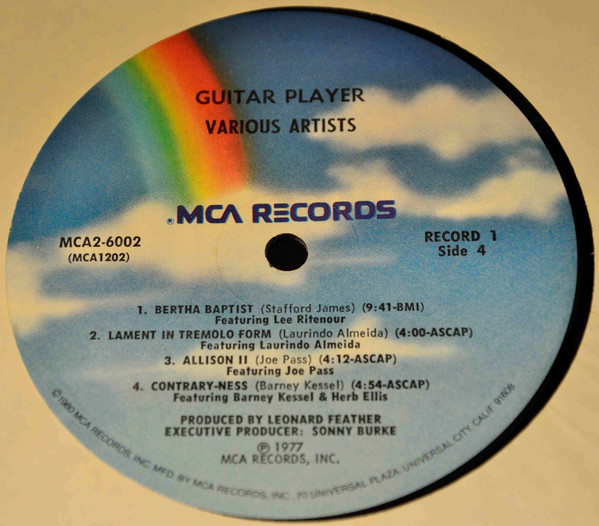 GUITAR PLAYER
VARIOUS ARTISTS
® MCA RECORDS
MCA2-6002
(MCA1202)
RECORD 1
Side 4
1. BERTHA BAPTIST (Stafford James) (9:41-BMI)
Featuring Lee Ritenour
2. LAMENT IN TREMOLO FORM (Laurindo Almeida) (4:00-ASCAP)
Featuring Laurindo Almeida
3. ALLISON II (Joe Pass) (4:12-ASCAP)
Featuring Joe Pass
4. CONTRARY-NESS (Barney Kessel) (4:54-ASCAP)
Featuring Barney Kessel & Herb Ellis
PRODUCED BY LEONARD FEATHER
EXECUTIVE PRODUCER: SONNY BURKE
℗ 1977
MCA RECORDS, INC.
©1980 MCA RECORDS, INC. MFD. BY MCA RECORDS, INC. 70 UNIVERSAL PLAZA, UNIVERSAL CITY, CALIF. 91608